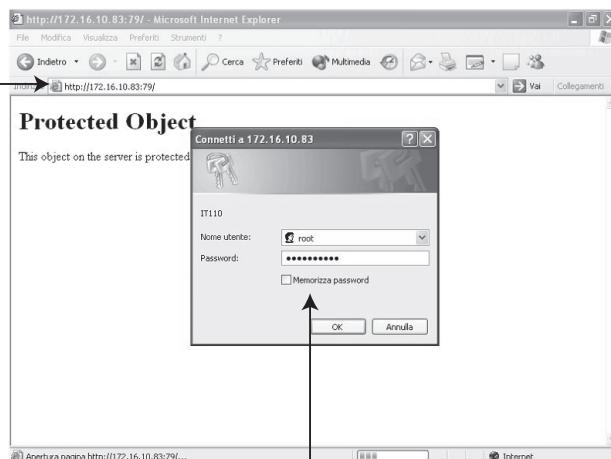 http://172.16.10.83:79/ - Microsoft Internet Explorer
File Modifica Visualizza Preferiti Strumenti ?
Indietro Cerca Preferiti Multimedia
http://172.16.10.83:79/ Vai Collegamenti
Protected Object
This object on the server is protected
Connetti a 172.16.10.83
IT110
Nome utente: root
Password: ••••••••••
Memorizza password
OK Annulla
Apertura pagina http://172.16.10.83:79/... Internet